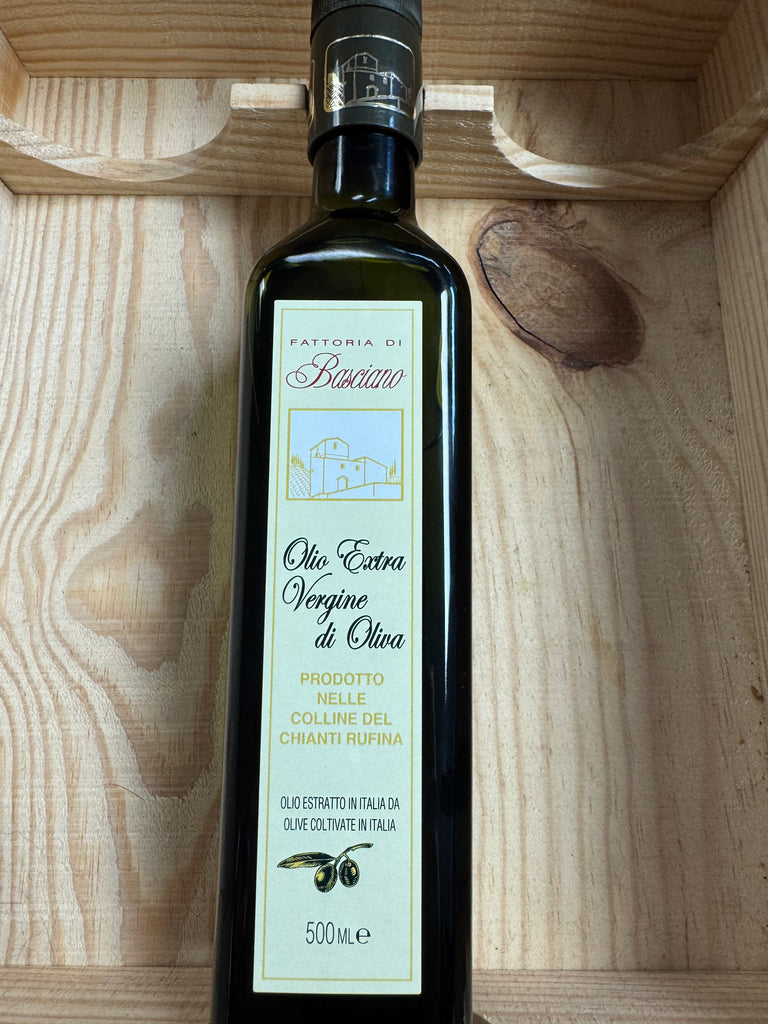 FATTORIA DI
Basciano
Olio Extra
Vergine
di Oliva
PRODOTTO
NELLE
COLLINE DEL
CHIANTI RUFINA
OLIO ESTRATTO IN ITALIA DA
OLIVE COLTIVATE IN ITALIA
500 ML ℮